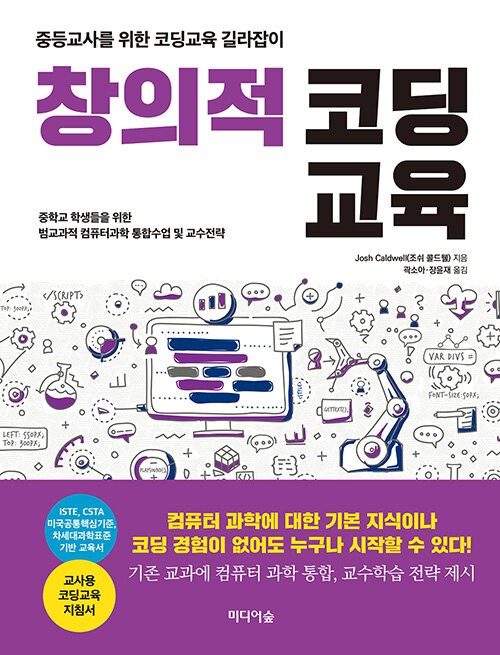 중등교사를 위한 코딩교육 길라잡이
창의적 코딩
교육
중학교 학생들을 위한
범교과적 컴퓨터과학 통합수업 및 교수전략
Josh Caldwell(조쉬 콜드웰) 지음
곽소아·장윤재 옮김
</SCRIPT>
VAR DIVS =
FONT-SIZE:50PX;
LEFT: 550PX;
TOP: 300PX;
GETTEXT();
ISTE, CSTA
미국공통핵심기준,
차세대과학표준
기반 교육서
교사용
코딩교육
지침서
컴퓨터 과학에 대한 기본 지식이나
코딩 경험이 없어도 누구나 시작할 수 있다!
기존 교과에 컴퓨터 과학 통합, 교수학습 전략 제시
미디어숲